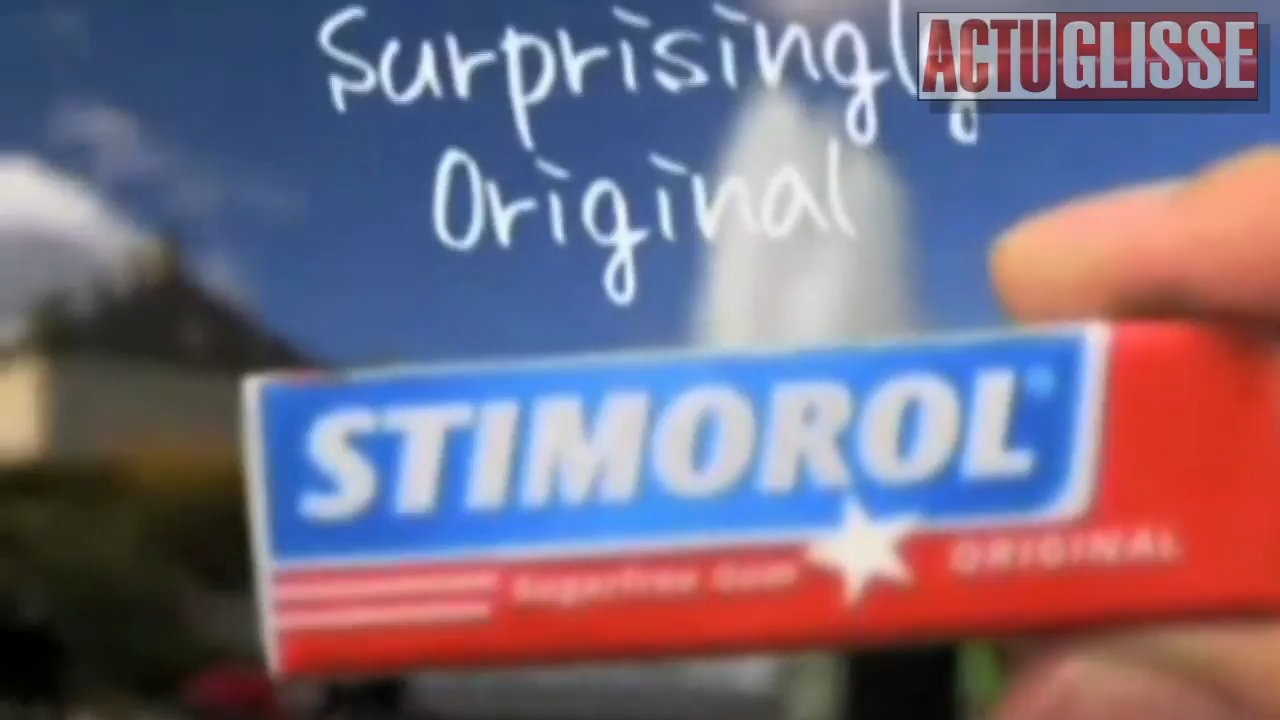 Surprisingly
ACTUGLISSE
Original
STIMOROL
Sugarfree Gum
ORIGINAL